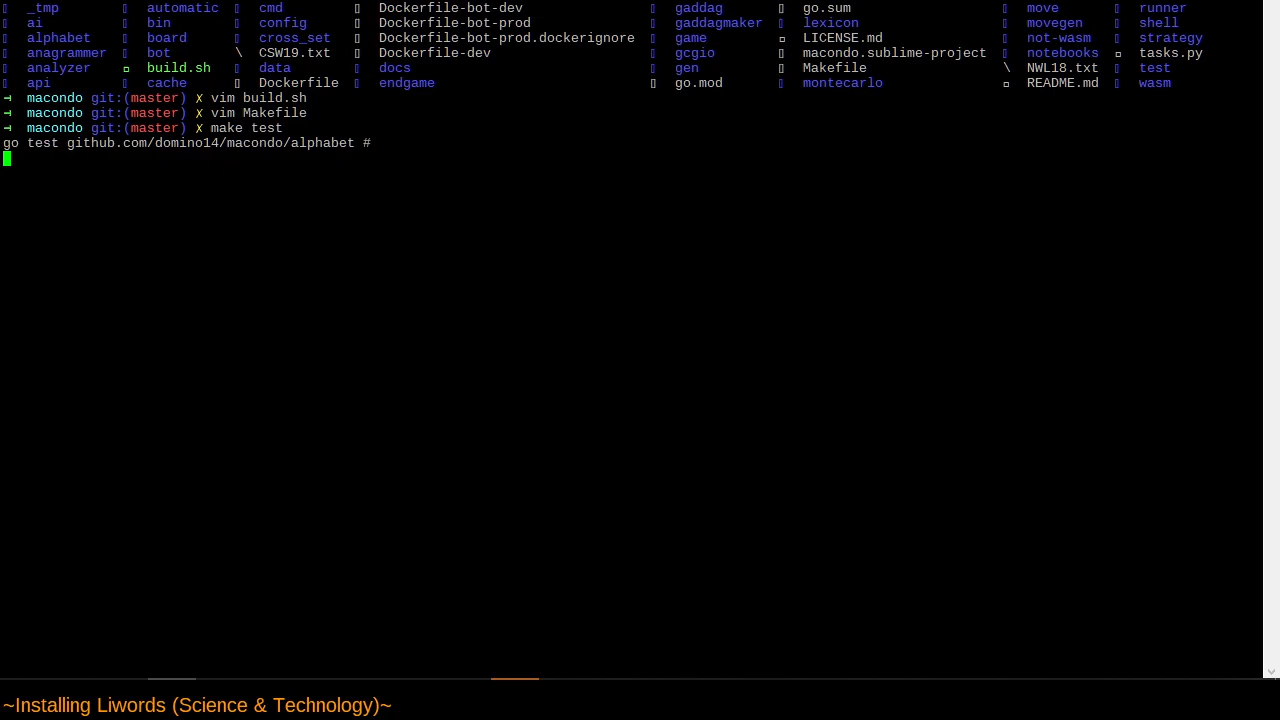 _tmp automatic cmd Dockerfile-bot-dev gaddag go.sum move runner
ai bin config Dockerfile-bot-prod gaddagmaker lexicon movegen shell
alphabet board cross_set Dockerfile-bot-prod.dockerignore game LICENSE.md not-wasm strategy
anagrammer bot \ CSW19.txt Dockerfile-dev gcgio macondo.sublime-project notebooks tasks.py
analyzer build.sh data docs gen Makefile \ NWL18.txt test
api cache Dockerfile endgame go.mod montecarlo README.md wasm
macondo git:(master) ✗ vim build.sh
macondo git:(master) ✗ vim Makefile
macondo git:(master) ✗ make test
go test github.com/domino14/macondo/alphabet #
~Installing Liwords (Science & Technology)~